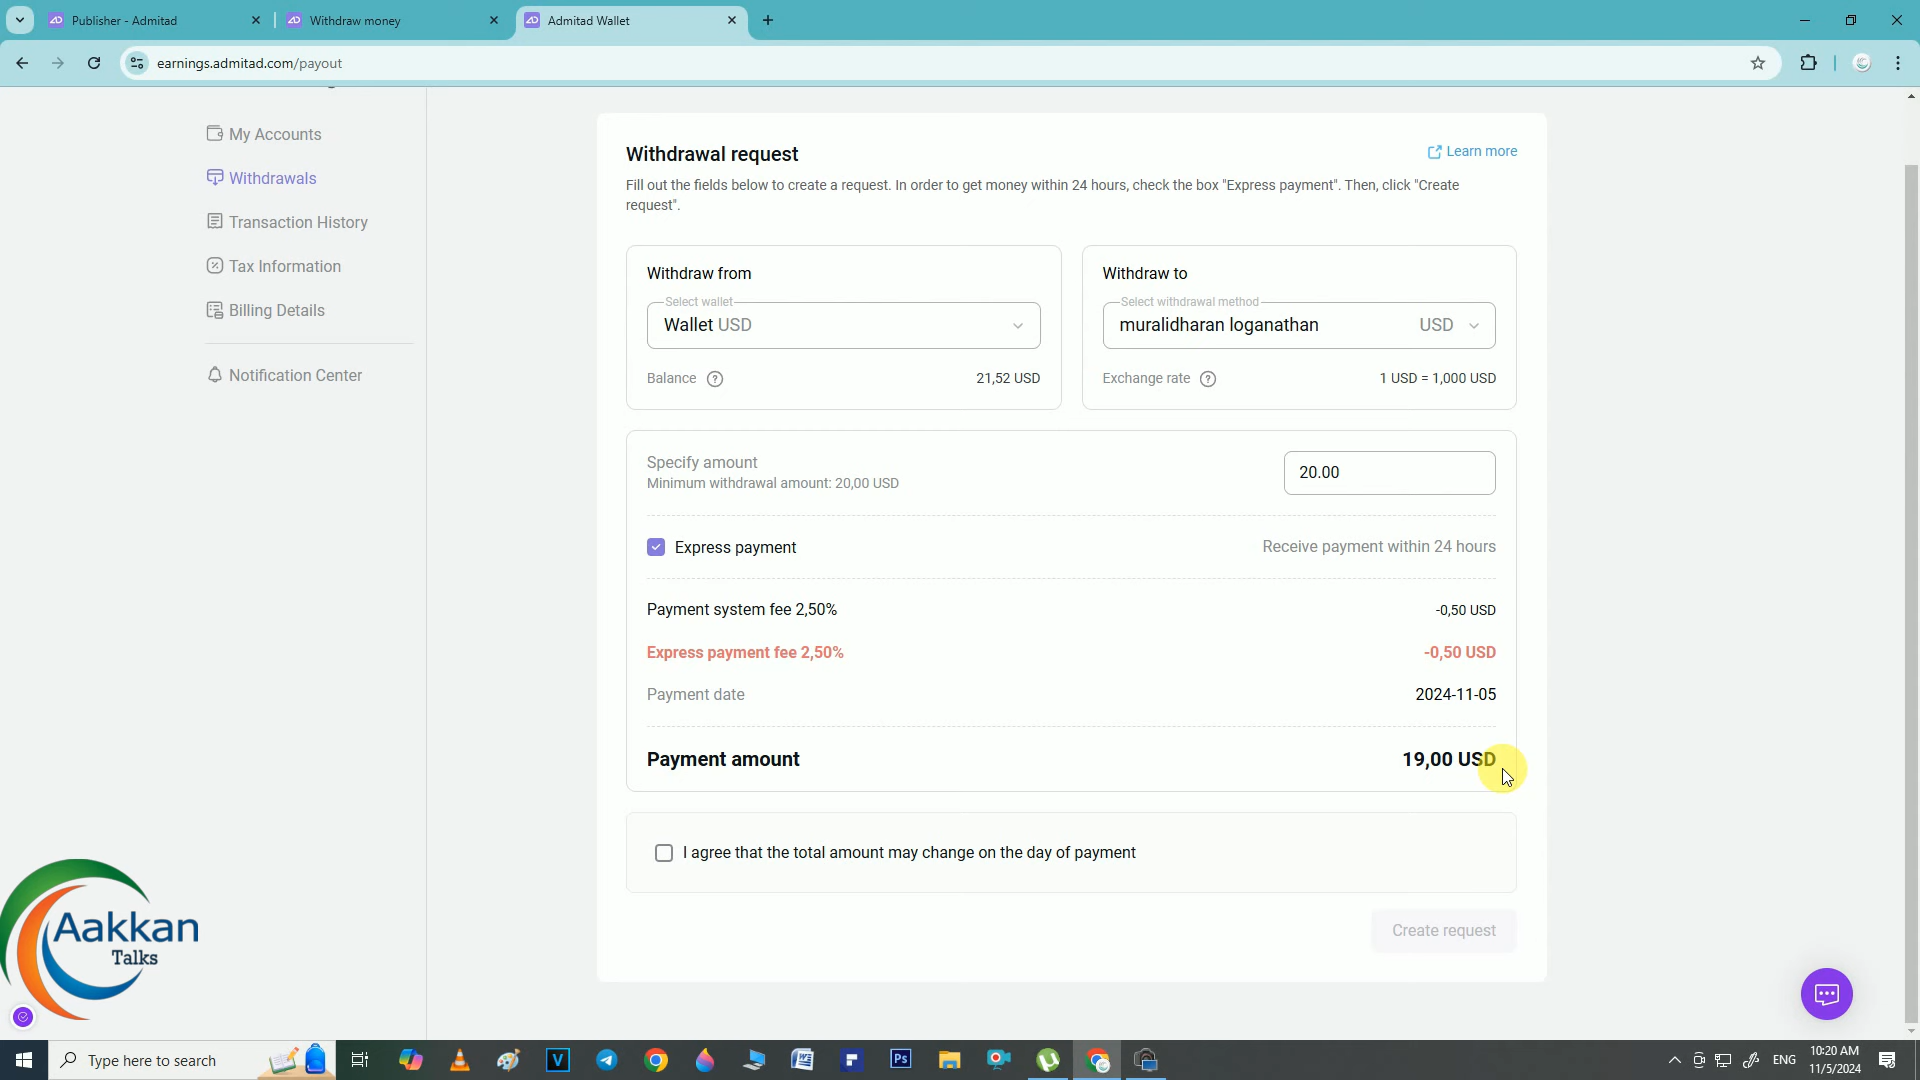 Publisher - Admitad
Withdraw money
Admitad Wallet
earnings.admitad.com/payout
My Accounts
Withdrawals
Transaction History
Tax Information
Billing Details
Notification Center
Withdrawal request
Learn more
Fill out the fields below to create a request. In order to get money within 24 hours, check the box "Express payment". Then, click "Create
request".
Withdraw from
Select wallet
Wallet USD
Balance ?
21,52 USD
Withdraw to
Select withdrawal method
muralidharan loganathan USD
Exchange rate ?
1 USD = 1,000 USD
Specify amount
Minimum withdrawal amount: 20,00 USD
20.00
Express payment
Receive payment within 24 hours
Payment system fee 2,50%
-0,50 USD
Express payment fee 2,50%
-0,50 USD
Payment date
2024-11-05
Payment amount
19,00 USD
I agree that the total amount may change on the day of payment
Create request
Aakkan
Talks
Type here to search
V
W
F
Ps
ENG
10:20 AM
11/5/2024